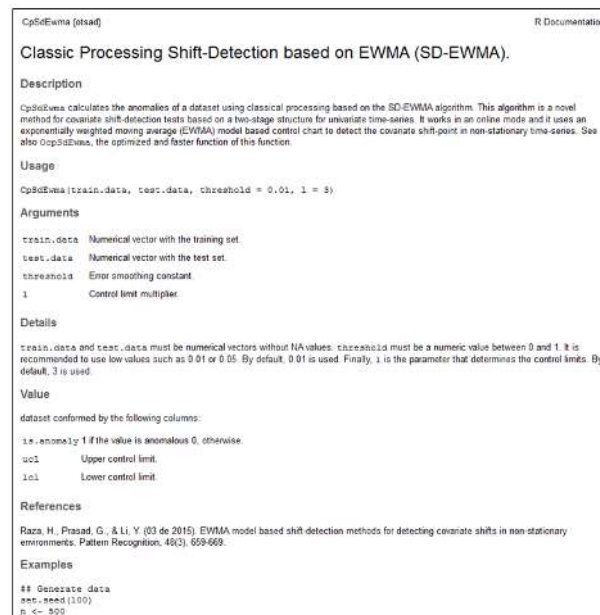 CpSdEwma {otsad} R Documentatio
Classic Processing Shift-Detection based on EWMA (SD-EWMA).
Description
CpSdEwma calculates the anomalies of a dataset using classical processing based on the SD-EWMA algorithm. This algorithm is a novel
method for covariate shift-detection tests based on a two-stage structure for univariate time-series. It works in an online mode and it uses an
exponentially weighted moving average (EWMA) model based control chart to detect the covariate shift-point in non-stationary time-series. See
also OcpSdEwma, the optimized and faster function of this function.
Usage
CpSdEwma(train.data, test.data, threshold = 0.01, l = 3)
Arguments
train.data Numerical vector with the training set.
test.data Numerical vector with the test set.
threshold Error smoothing constant.
l Control limit multiplier.
Details
train.data and test.data must be numerical vectors without NA values. threshold must be a numeric value between 0 and 1. It is
recommended to use low values such as 0.01 or 0.05. By default, 0.01 is used. Finally, l is the parameter that determines the control limits. By
default, 3 is used.
Value
dataset conformed by the following columns:
is.anomaly 1 if the value is anomalous 0, otherwise.
ucl Upper control limit.
lcl Lower control limit.
References
Raza, H., Prasad, G., & Li, Y. (03 de 2015). EWMA model based shift-detection methods for detecting covariate shifts in non-stationary
environments. Pattern Recognition, 48(3), 659-669.
Examples
## Generate data
set.seed(100)
n <- 500